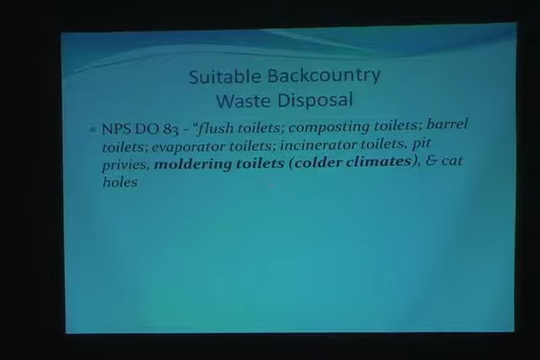 Suitable Backcountry
Waste Disposal
• NPS DO 83 - "flush toilets; composting toilets; barrel
toilets; evaporator toilets; incinerator toilets, pit
privies, moldering toilets (colder climates), & cat
holes